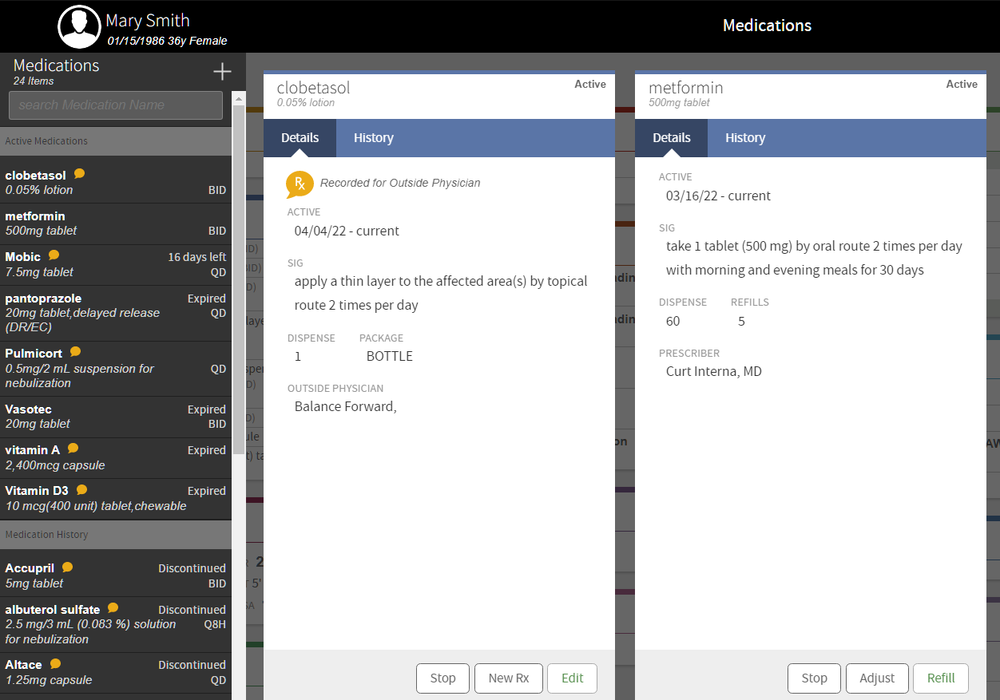 Mary Smith
01/15/1986 36y Female
Medications
Medications
24 Items
search Medication Name
Active Medications
clobetasol
0.05% lotion BID
metformin
500mg tablet BID
Mobic 16 days left
7.5mg tablet QD
pantoprazole Expired
20mg tablet,delayed release QD
(DR/EC)
Pulmicort
0.5mg/2 mL suspension for QD
nebulization
Vasotec Expired
20mg tablet BID
vitamin A Expired
2,400mcg capsule
Vitamin D3 Expired
10 mcg(400 unit) tablet,chewable
Medication History
Accupril Discontinued
5mg tablet BID
albuterol sulfate Discontinued
2.5 mg/3 mL (0.083 %) solution Q8H
for nebulization
Altace Discontinued
1.25mg capsule QD
clobetasol Active
0.05% lotion
Details History
Rx Recorded for Outside Physician
ACTIVE
04/04/22 - current
SIG
apply a thin layer to the affected area(s) by topical
route 2 times per day
DISPENSE PACKAGE
1 BOTTLE
OUTSIDE PHYSICIAN
Balance Forward,
Stop New Rx Edit
metformin Active
500mg tablet
Details History
ACTIVE
03/16/22 - current
SIG
take 1 tablet (500 mg) by oral route 2 times per day
with morning and evening meals for 30 days
DISPENSE REFILLS
60 5
PRESCRIBER
Curt Interna, MD
Stop Adjust Refill